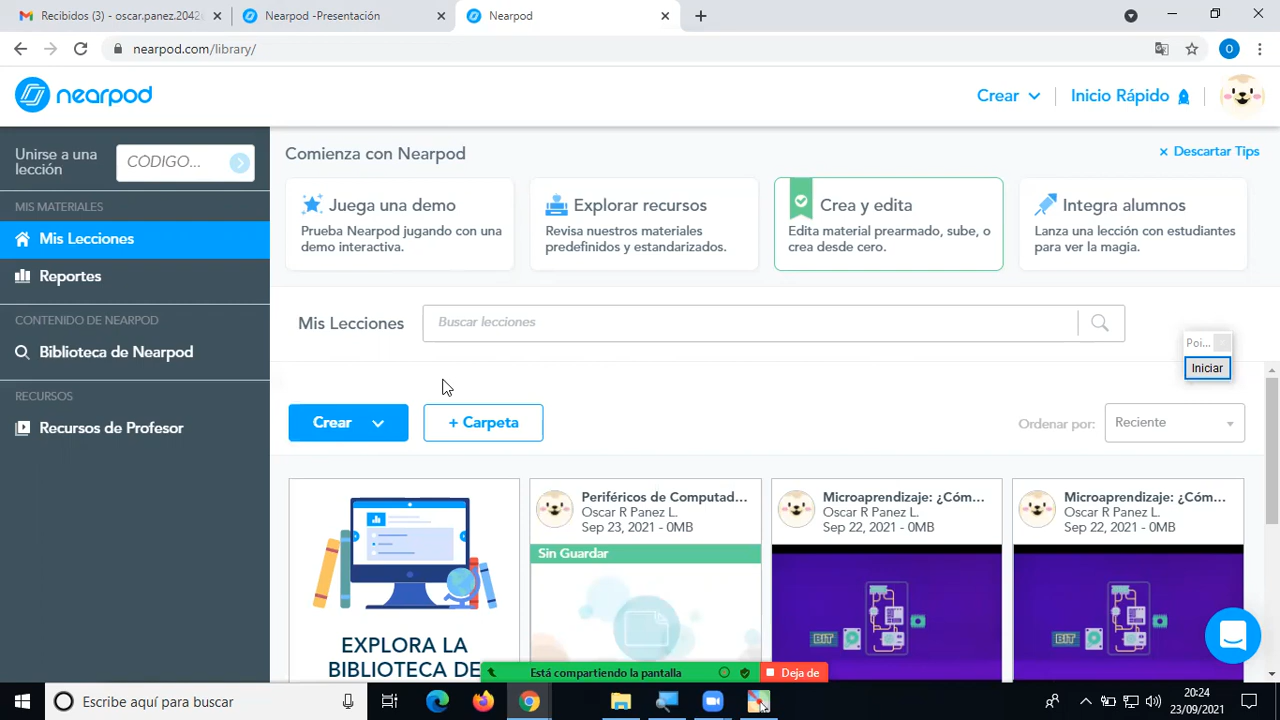 Recibidos (3) - oscar.panez.2042
Nearpod -Presentación
Nearpod
nearpod.com/library/
O
nearpod
Crear
Inicio Rápido
Unirse a una lección
CODIGO...
MIS MATERIALES
Mis Lecciones
Reportes
CONTENIDO DE NEARPOD
Biblioteca de Nearpod
RECURSOS
Recursos de Profesor
Comienza con Nearpod
× Descartar Tips
Juega una demo
Prueba Nearpod jugando con una
demo interactiva.
Explorar recursos
Revisa nuestros materiales
predefinidos y estandarizados.
Crea y edita
Edita material prearmado, sube, o
crea desde cero.
Integra alumnos
Lanza una lección con estudiantes
para ver la magia.
Mis Lecciones
Buscar lecciones
Poi...
Iniciar
Crear
+ Carpeta
Ordenar por:
Reciente
EXPLORA LA
BIBLIOTECA DE
Periféricos de Computad...
Oscar R Panez L.
Sep 23, 2021 - 0MB
Sin Guardar
Microaprendizaje: ¿Cóm...
Oscar R Panez L.
Sep 22, 2021 - 0MB
BIT
Microaprendizaje: ¿Cóm...
Oscar R Panez L.
Sep 22, 2021 - 0MB
BIT
Está compartiendo la pantalla
Deja de
Escribe aquí para buscar
20:24
23/09/2021